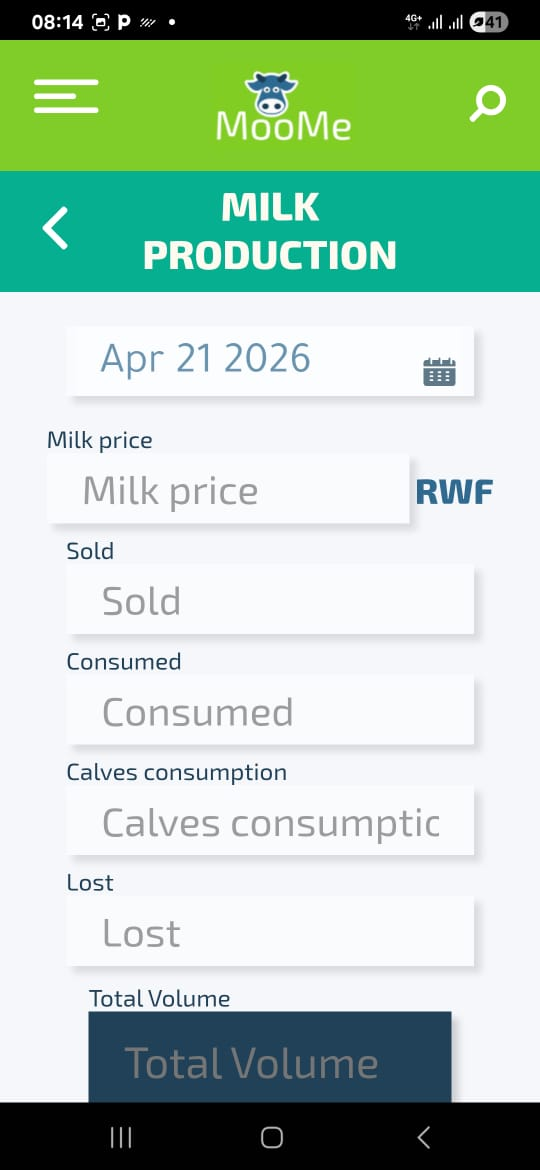 08:14
4G+
41
MooMe
MILK
PRODUCTION
Apr 21 2026
Milk price
Milk price
RWF
Sold
Sold
Consumed
Consumed
Calves consumption
Calves consumptic
Lost
Lost
Total Volume
Total Volume